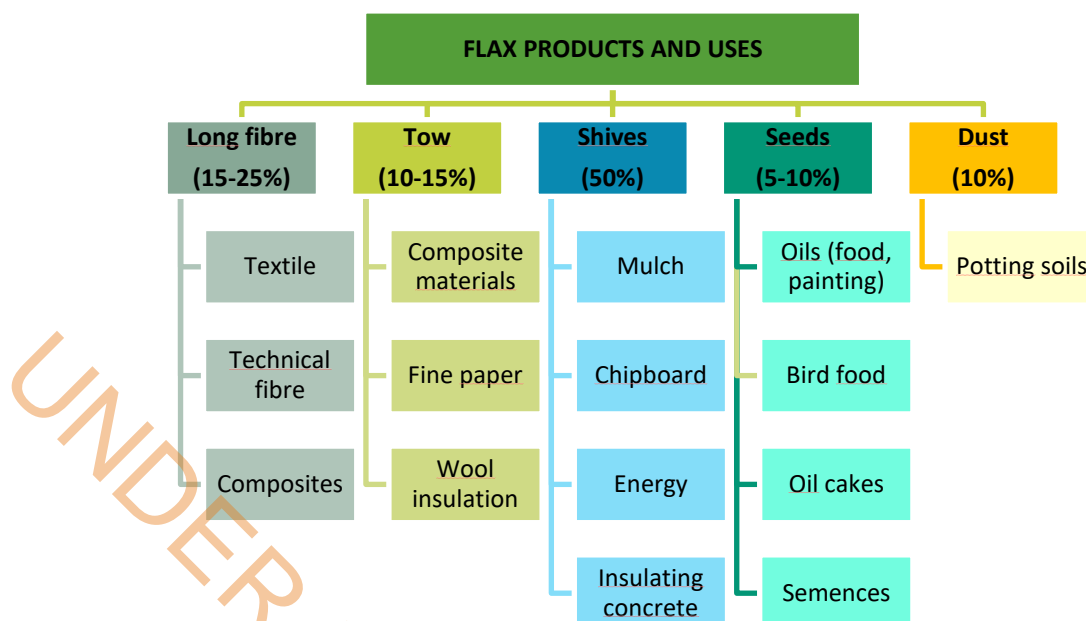 FLAX PRODUCTS AND USES
Long fibre
(15-25%)
Textile
Technical
fibre
Composites
Tow
(10-15%)
Composite
materials
Fine paper
Wool
insulation
Shives
(50%)
Mulch
Chipboard
Energy
Insulating
concrete
Seeds
(5-10%)
Oils (food,
painting)
Bird food
Oil cakes
Semences
Dust
(10%)
Potting soils
UNDER